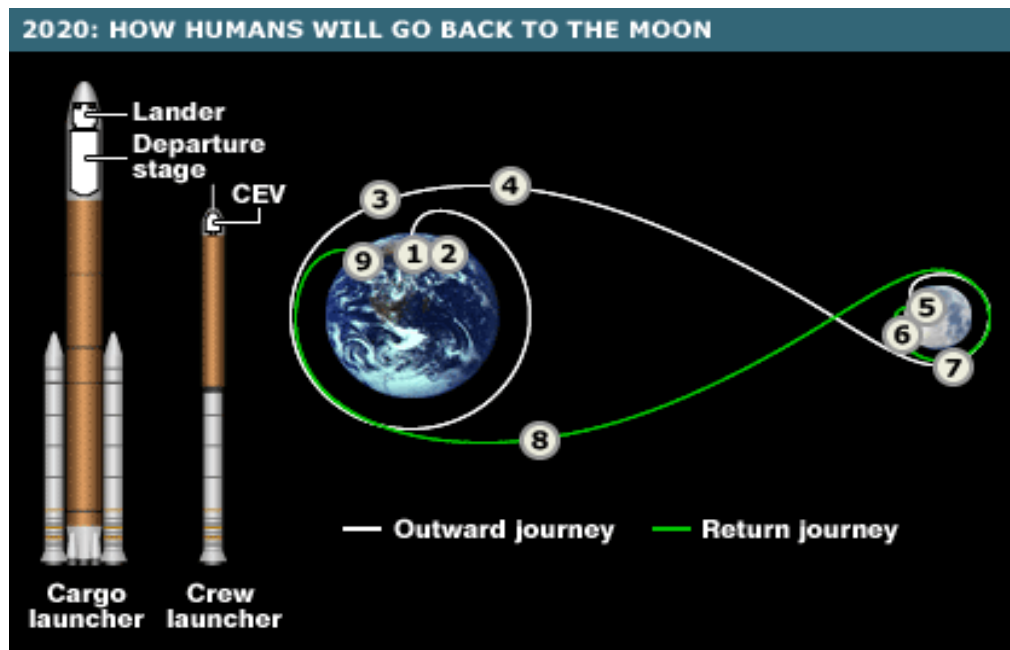 2020: HOW HUMANS WILL GO BACK TO THE MOON
Lander
Departure
stage
CEV
3
4
1
2
9
5
6
7
8
Outward journey
Return journey
Cargo
launcher
Crew
launcher